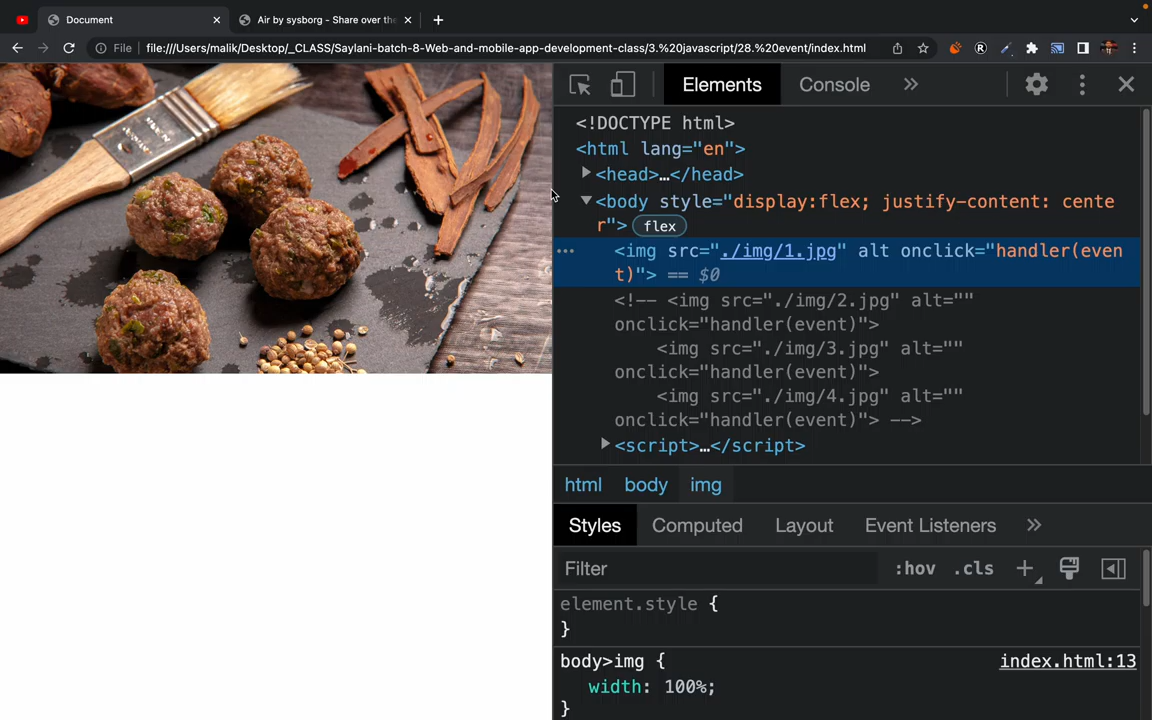 Document
Air by sysborg - Share over the
File file:///Users/malik/Desktop/_CLASS/Saylani-batch-8-Web-and-mobile-app-development-class/3.%20javascript/28.%20event/index.html
Elements Console
<!DOCTYPE html>
<html lang="en">
<head>…</head>
<body style="display:flex; justify-content: cente
r"> flex
<img src="./img/1.jpg" alt onclick="handler(even
t)"> == $0
<!-- <img src="./img/2.jpg" alt=""
onclick="handler(event)">
<img src="./img/3.jpg" alt=""
onclick="handler(event)">
<img src="./img/4.jpg" alt=""
onclick="handler(event)"> -->
<script>…</script>
html body img
Styles Computed Layout Event Listeners
Filter :hov .cls
element.style {
}
body>img { index.html:13
width: 100%;
}